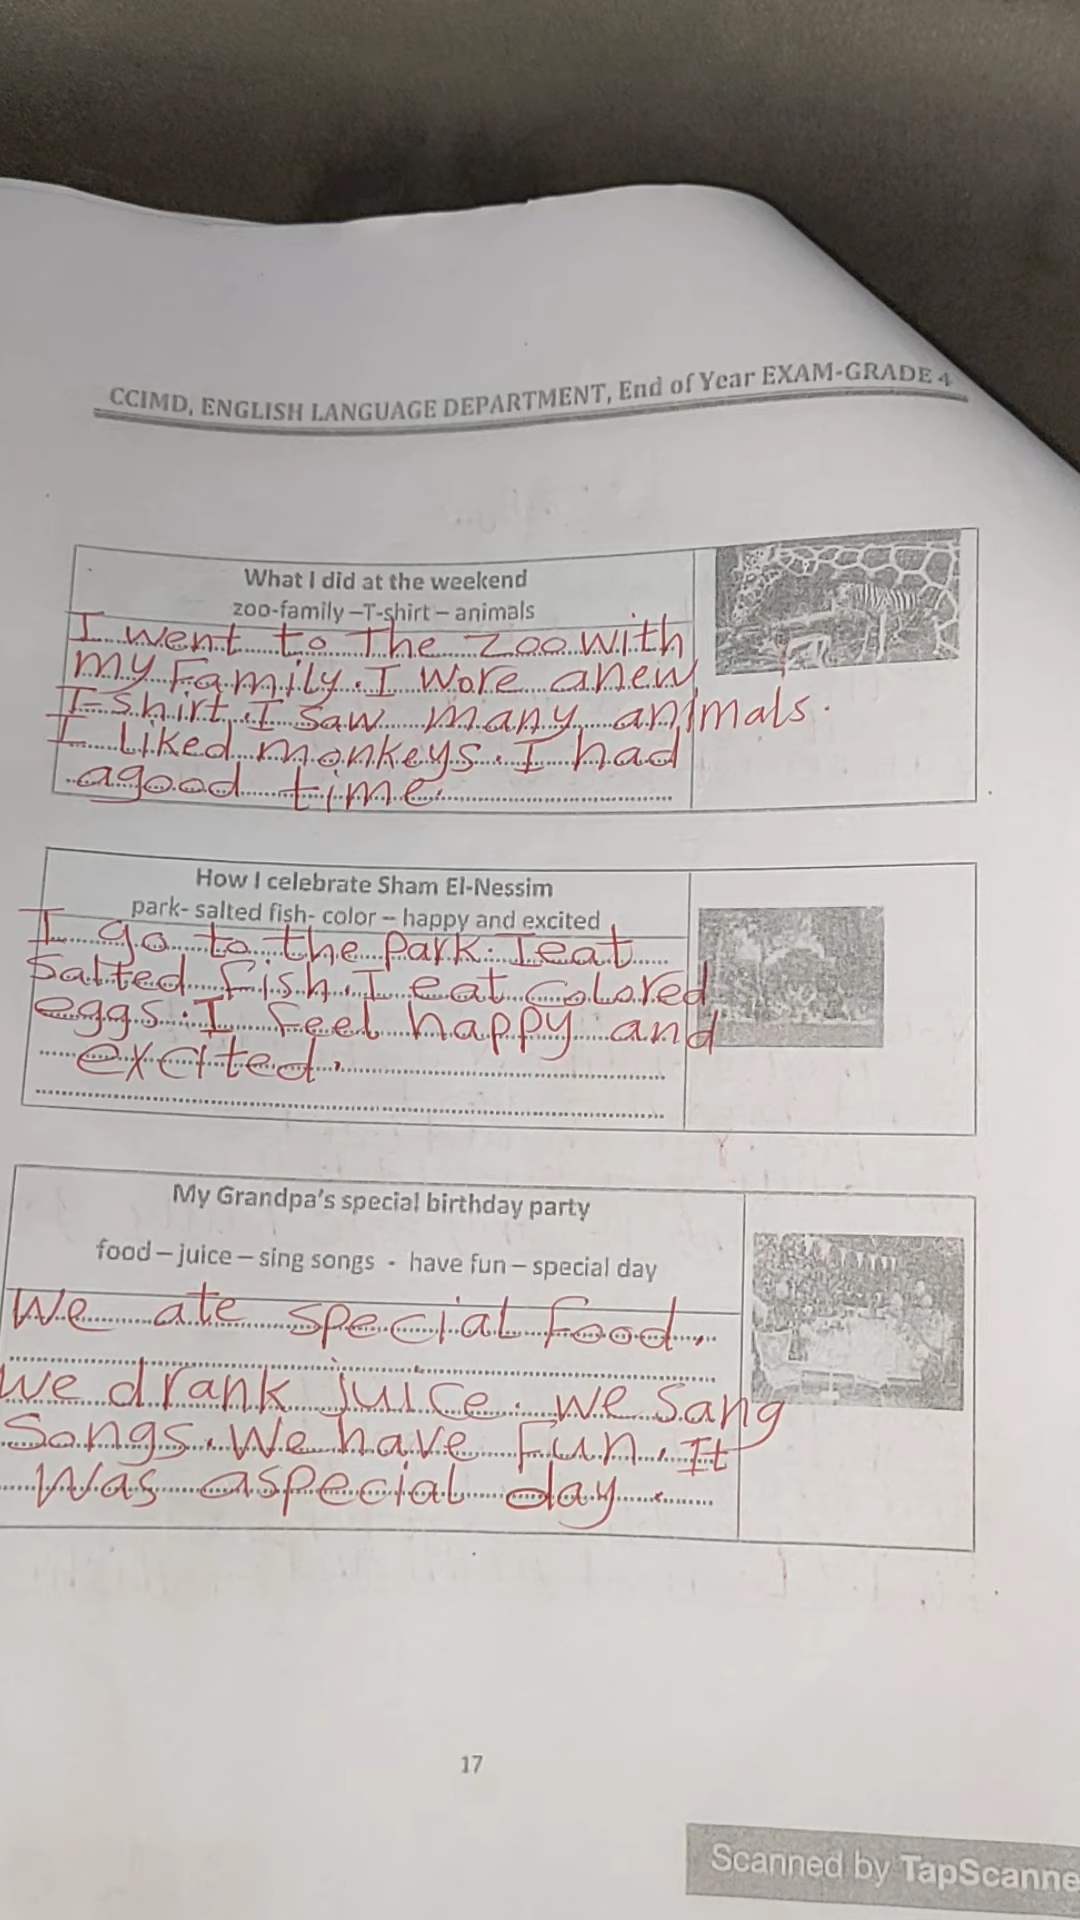 CCIMD, ENGLISH LANGUAGE DEPARTMENT, End of Year EXAM-GRADE 4
What I did at the weekend
zoo-family –T-shirt – animals
I went to The zoo with
my Family. I wore anew
T-shirt. I saw many animals.
I Liked monkeys. I had
agood time.
How I celebrate Sham El-Nessim
park- salted fish- color – happy and excited
I go to the park. I eat
Salted fish. I eat colored
eggs. I feel happy and
excited.
My Grandpa's special birthday party
food – juice – sing songs - have fun – special day
We ate special food.
we drank juice. we sang
Songs. We have Fun. It
Was aspecial day.
17
Scanned by TapScanne